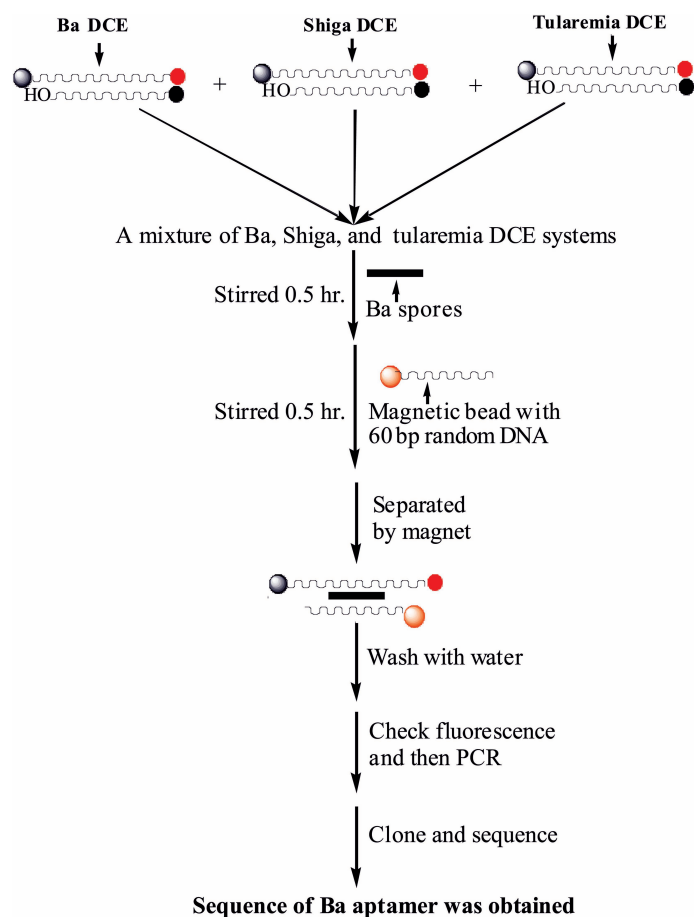 Ba DCE
Shiga DCE
Tularemia DCE
HO
+
HO
+
HO
A mixture of Ba, Shiga, and tularemia DCE systems
Stirred 0.5 hr.
Ba spores
Stirred 0.5 hr.
Magnetic bead with
60 bp random DNA
Separated
by magnet
Wash with water
Check fluorescence
and then PCR
Clone and sequence
Sequence of Ba aptamer was obtained